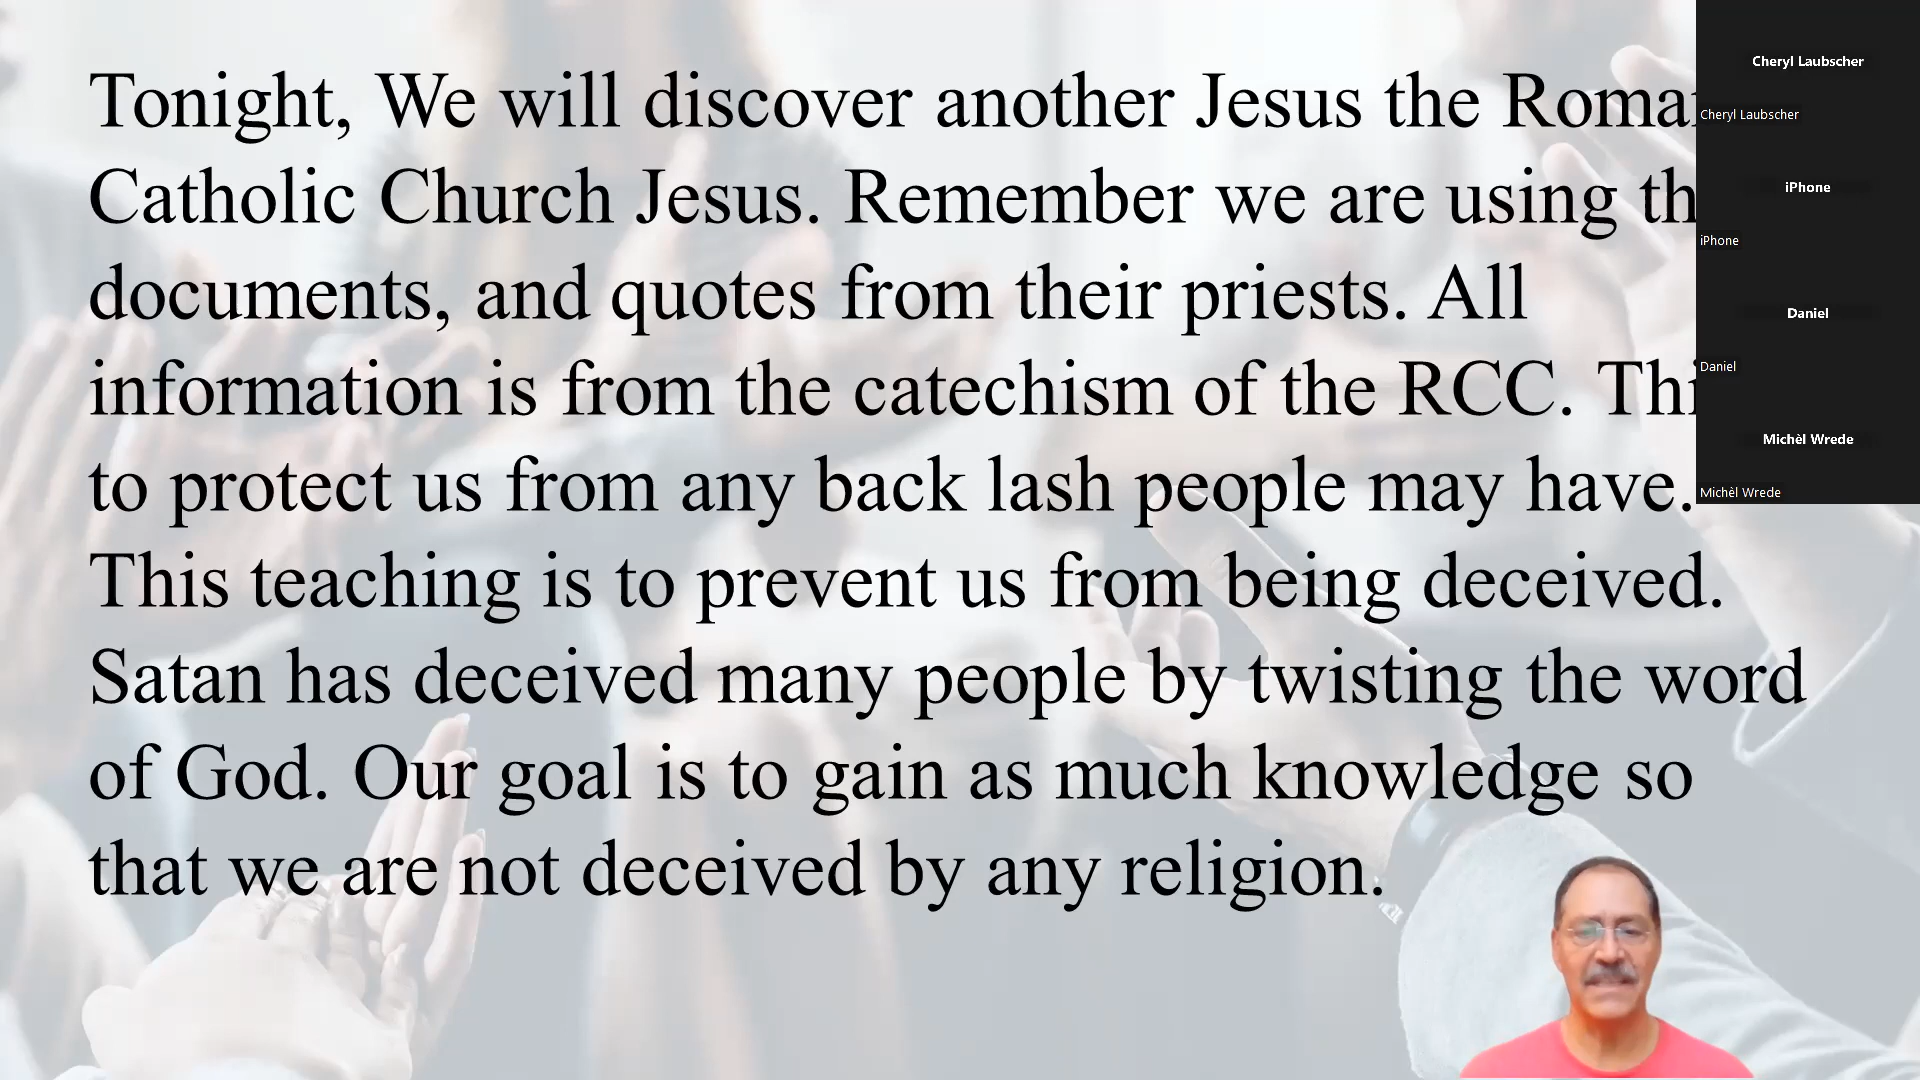 Tonight, We will discover another Jesus the
Catholic Church Jesus. Remember we are using
documents, and quotes from their priests. All
information is from the catechism of the RCC.
to protect us from any back lash people may have.
This teaching is to prevent us from being deceived.
Satan has deceived many people by twisting the word
of God. Our goal is to gain as much knowledge so
that we are not deceived by any religion.
Cheryl Laubscher
Cheryl Laubscher
iPhone
iPhone
Daniel
Daniel
Michèl Wrede
Michèl Wrede